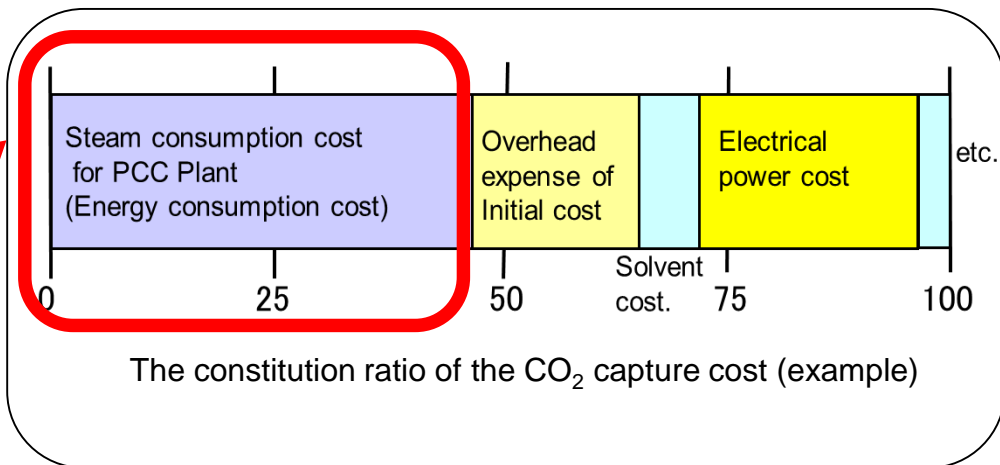 Steam consumption cost
for PCC Plant
(Energy consumption cost)
Overhead
expense of
Initial cost
Electrical
power cost
etc.
Solvent
cost.
0
25
50
75
100
The constitution ratio of the CO₂ capture cost (example)